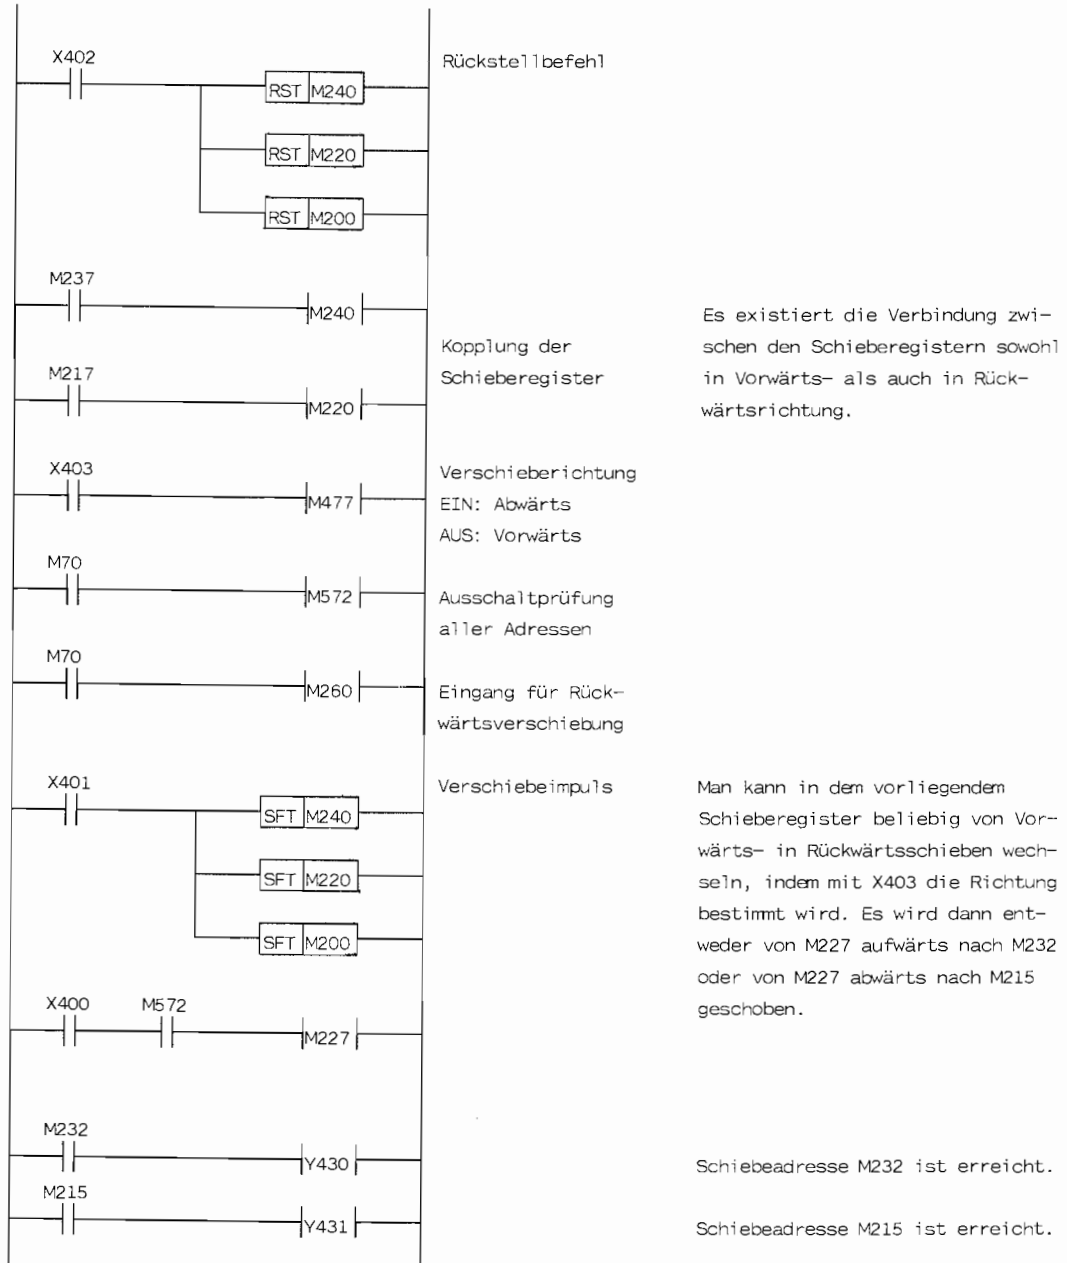 X402
Rückstellbefehl
RST M240
RST M220
RST M200
M237
M240
Es existiert die Verbindung zwi-
schen den Schieberegistern sowohl
in Vorwärts- als auch in Rück-
wärtsrichtung.
Kopplung der
Schieberegister
M217
M220
X403
M477
Verschieberichtung
EIN: Abwärts
AUS: Vorwärts
M70
M572
Ausschaltprüfung
aller Adressen
M70
M260
Eingang für Rück-
wärtsverschiebung
X401
Verschiebeimpuls
SFT M240
SFT M220
SFT M200
Man kann in dem vorliegendem
Schieberegister beliebig von Vor-
wärts- in Rückwärtsschieben wech-
seln, indem mit X403 die Richtung
bestimmt wird. Es wird dann ent-
weder von M227 aufwärts nach M232
oder von M227 abwärts nach M215
geschoben.
X400 M572
M227
M232
Y430
Schiebeadresse M232 ist erreicht.
M215
Y431
Schiebeadresse M215 ist erreicht.